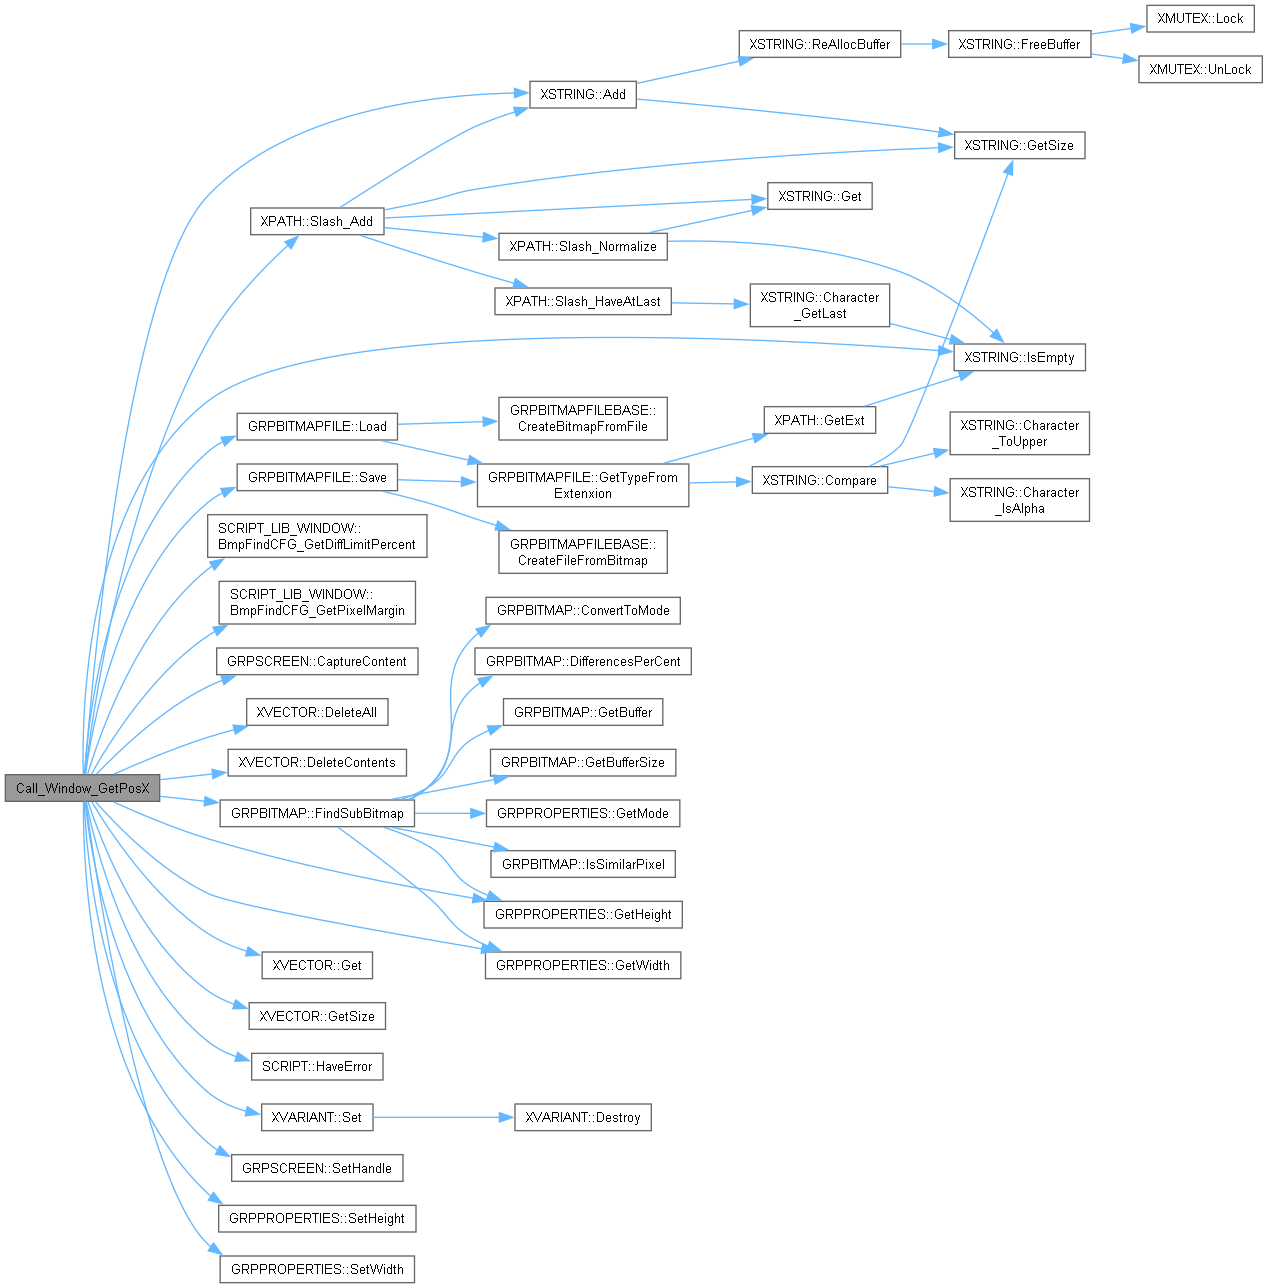 XMUTEX::Lock
XSTRING::ReAllocBuffer
XSTRING::FreeBuffer
XMUTEX::UnLock
XSTRING::Add
XSTRING::GetSize
XSTRING::Get
XPATH::Slash_Add
XPATH::Slash_Normalize
XPATH::Slash_HaveAtLast
XSTRING::Character
_GetLast
XSTRING::IsEmpty
GRPBITMAPFILE::Load
GRPBITMAPFILEBASE::
CreateBitmapFromFile
XPATH::GetExt
XSTRING::Character
_ToUpper
GRPBITMAPFILE::Save
GRPBITMAPFILE::GetTypeFrom
Extenxion
XSTRING::Compare
XSTRING::Character
_IsAlpha
SCRIPT_LIB_WINDOW::
BmpFindCFG_GetDiffLimitPercent
GRPBITMAPFILEBASE::
CreateFileFromBitmap
SCRIPT_LIB_WINDOW::
BmpFindCFG_GetPixelMargin
GRPBITMAP::ConvertToMode
GRPSCREEN::CaptureContent
GRPBITMAP::DifferencesPerCent
XVECTOR::DeleteAll
GRPBITMAP::GetBuffer
XVECTOR::DeleteContents
GRPBITMAP::GetBufferSize
Call_Window_GetPosX
GRPBITMAP::FindSubBitmap
GRPPROPERTIES::GetMode
GRPBITMAP::IsSimilarPixel
GRPPROPERTIES::GetHeight
XVECTOR::Get
GRPPROPERTIES::GetWidth
XVECTOR::GetSize
SCRIPT::HaveError
XVARIANT::Set
XVARIANT::Destroy
GRPSCREEN::SetHandle
GRPPROPERTIES::SetHeight
GRPPROPERTIES::SetWidth